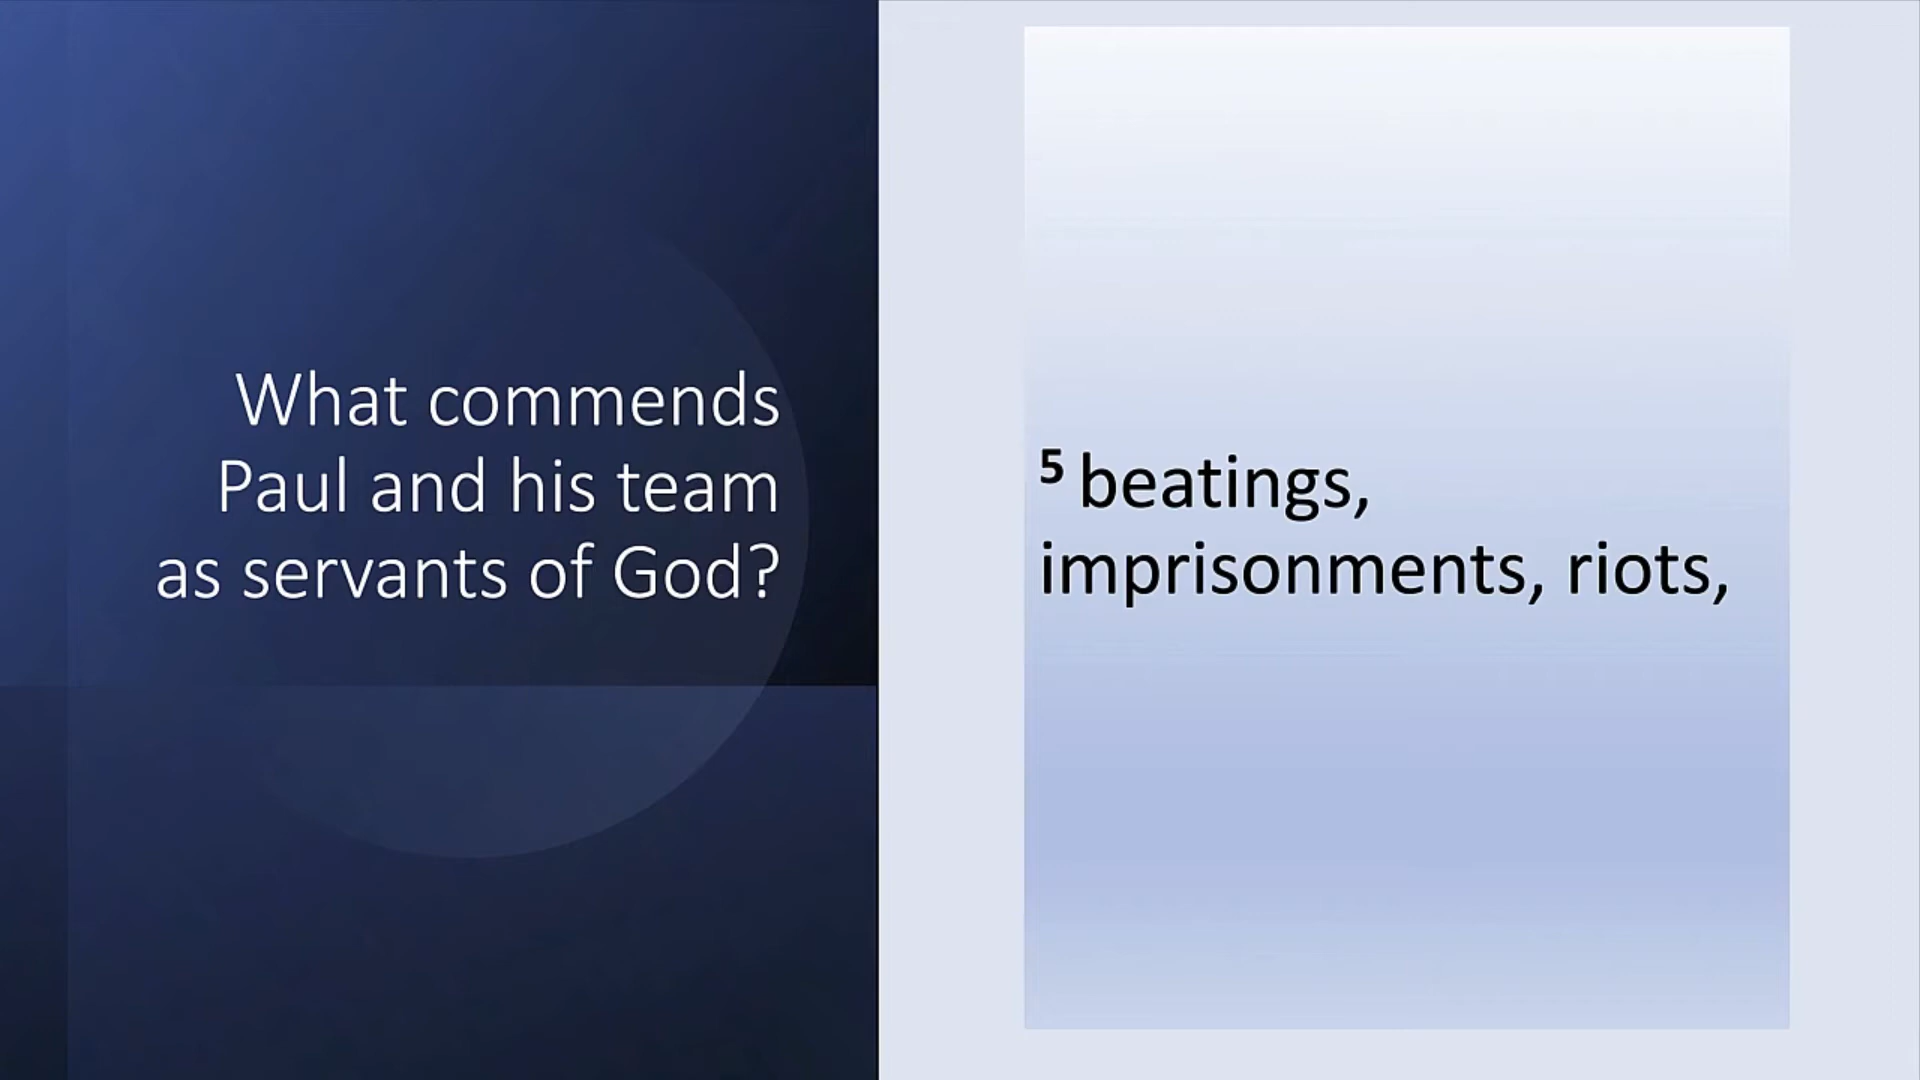 What commends
Paul and his team
as servants of God?
5 beatings,
imprisonments, riots,